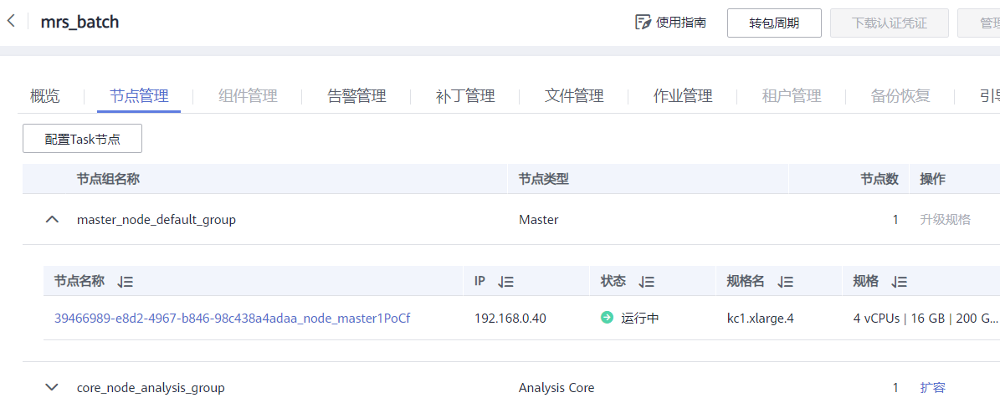 mrs_batch 使用指南 转包周期 下载认证凭证 管理
概览 节点管理 组件管理 告警管理 补丁管理 文件管理 作业管理 租户管理 备份恢复 引导
配置Task节点
节点组名称 节点类型 节点数 操作
master_node_default_group Master 1 升级规格
节点名称 IP 状态 规格名 规格
39466989-e8d2-4967-b846-98c438a4adaa_node_master1PoCf 192.168.0.40 运行中 kc1.xlarge.4 4 vCPUs | 16 GB | 200 G...
core_node_analysis_group Analysis Core 1 扩容